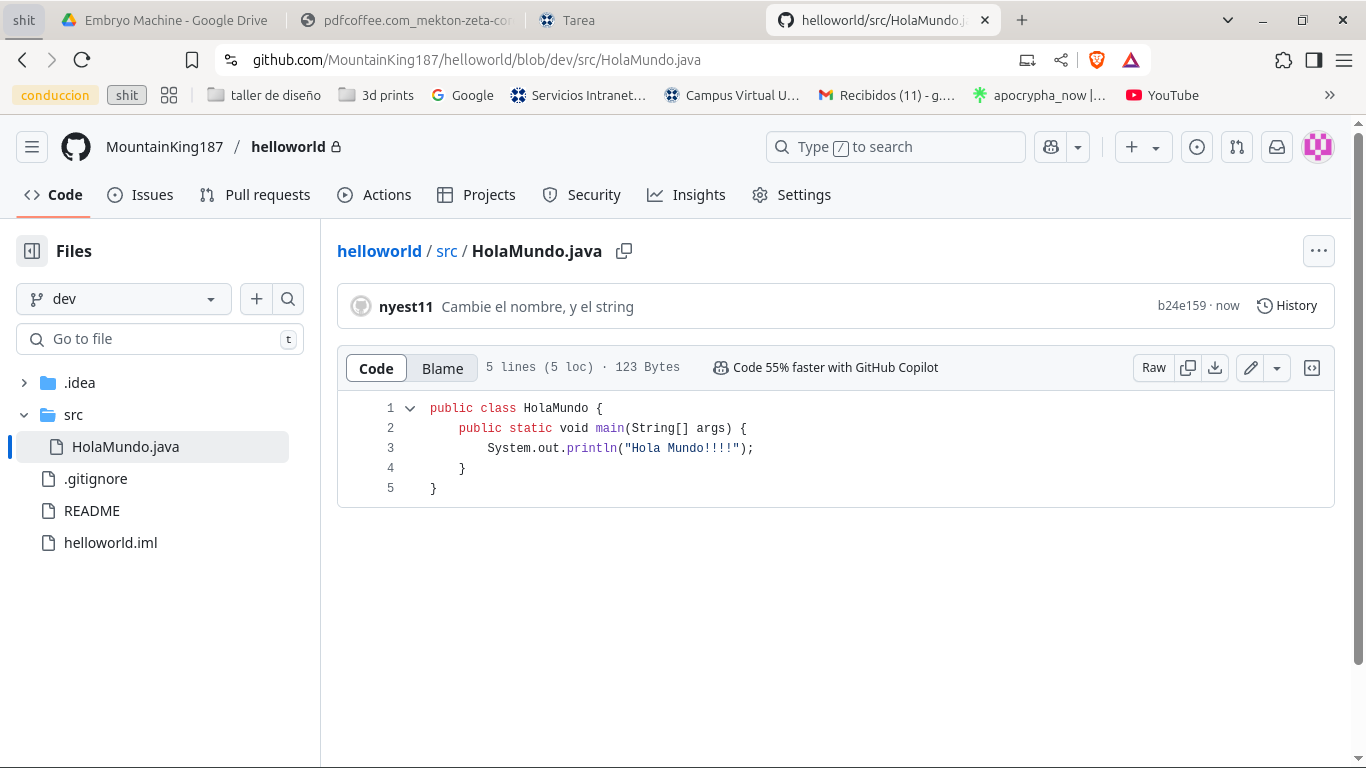 shit
Embryo Machine - Google Drive
pdfcoffee.com_mekton-zeta-cor
Tarea
helloworld/src/HolaMundo.j
github.com/MountainKing187/helloworld/blob/dev/src/HolaMundo.java
conduccion
shit
taller de diseño
3d prints
Google
Servicios Intranet...
Campus Virtual U...
Recibidos (11) - g....
apocrypha_now |...
YouTube
MountainKing187 / helloworld
Type / to search
Code
Issues
Pull requests
Actions
Projects
Security
Insights
Settings
Files
helloworld / src / HolaMundo.java
dev
nyest11 Cambie el nombre, y el string
b24e159 · now
History
Go to file
t
Code
Blame
5 lines (5 loc) · 123 Bytes
Code 55% faster with GitHub Copilot
Raw
.idea
src
HolaMundo.java
.gitignore
README
helloworld.iml
1 public class HolaMundo {
2 public static void main(String[] args) {
3 System.out.println("Hola Mundo!!!!");
4 }
5 }